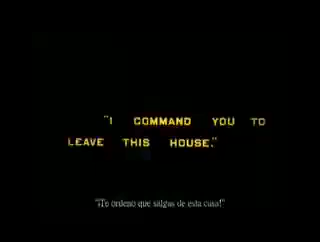 "I COMMAND YOU TO
LEAVE THIS HOUSE."
"¡Te ordeno que salgas de esta casa!"